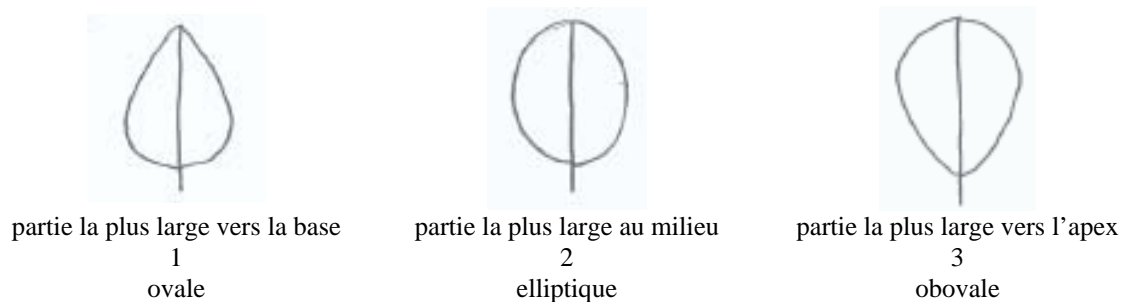 partie la plus large vers la base
1
ovale
partie la plus large au milieu
2
elliptique
partie la plus large vers l’apex
3
obovale